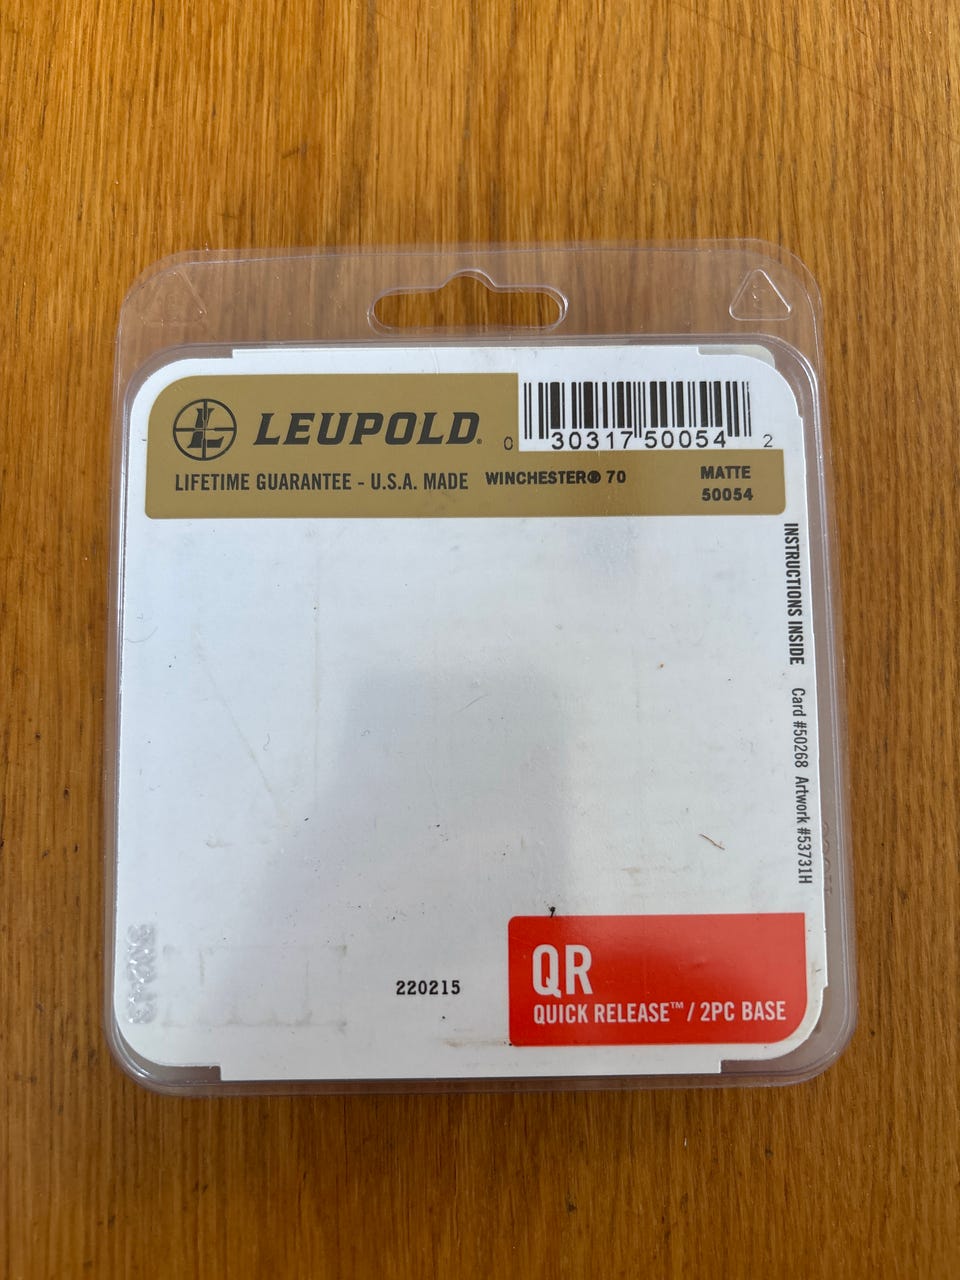 LEUPOLD®
0 30317 50054 2
LIFETIME GUARANTEE - U.S.A. MADE WINCHESTER® 70
MATTE
50054
INSTRUCTIONS INSIDE Card #50268 Artwork #53731H
220215
QR
QUICK RELEASE™ / 2PC BASE